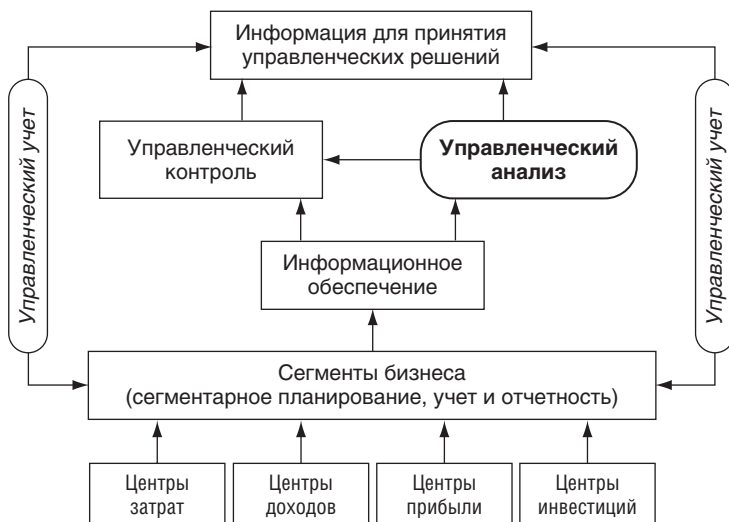 Информация для принятия
управленческих решений
Управленческий учет
Управленческий
контроль
Управленческий
анализ
Управленческий учет
Информационное
обеспечение
Сегменты бизнеса
(сегментарное планирование, учет и отчетность)
Центры
затрат
Центры
доходов
Центры
прибыли
Центры
инвестиций